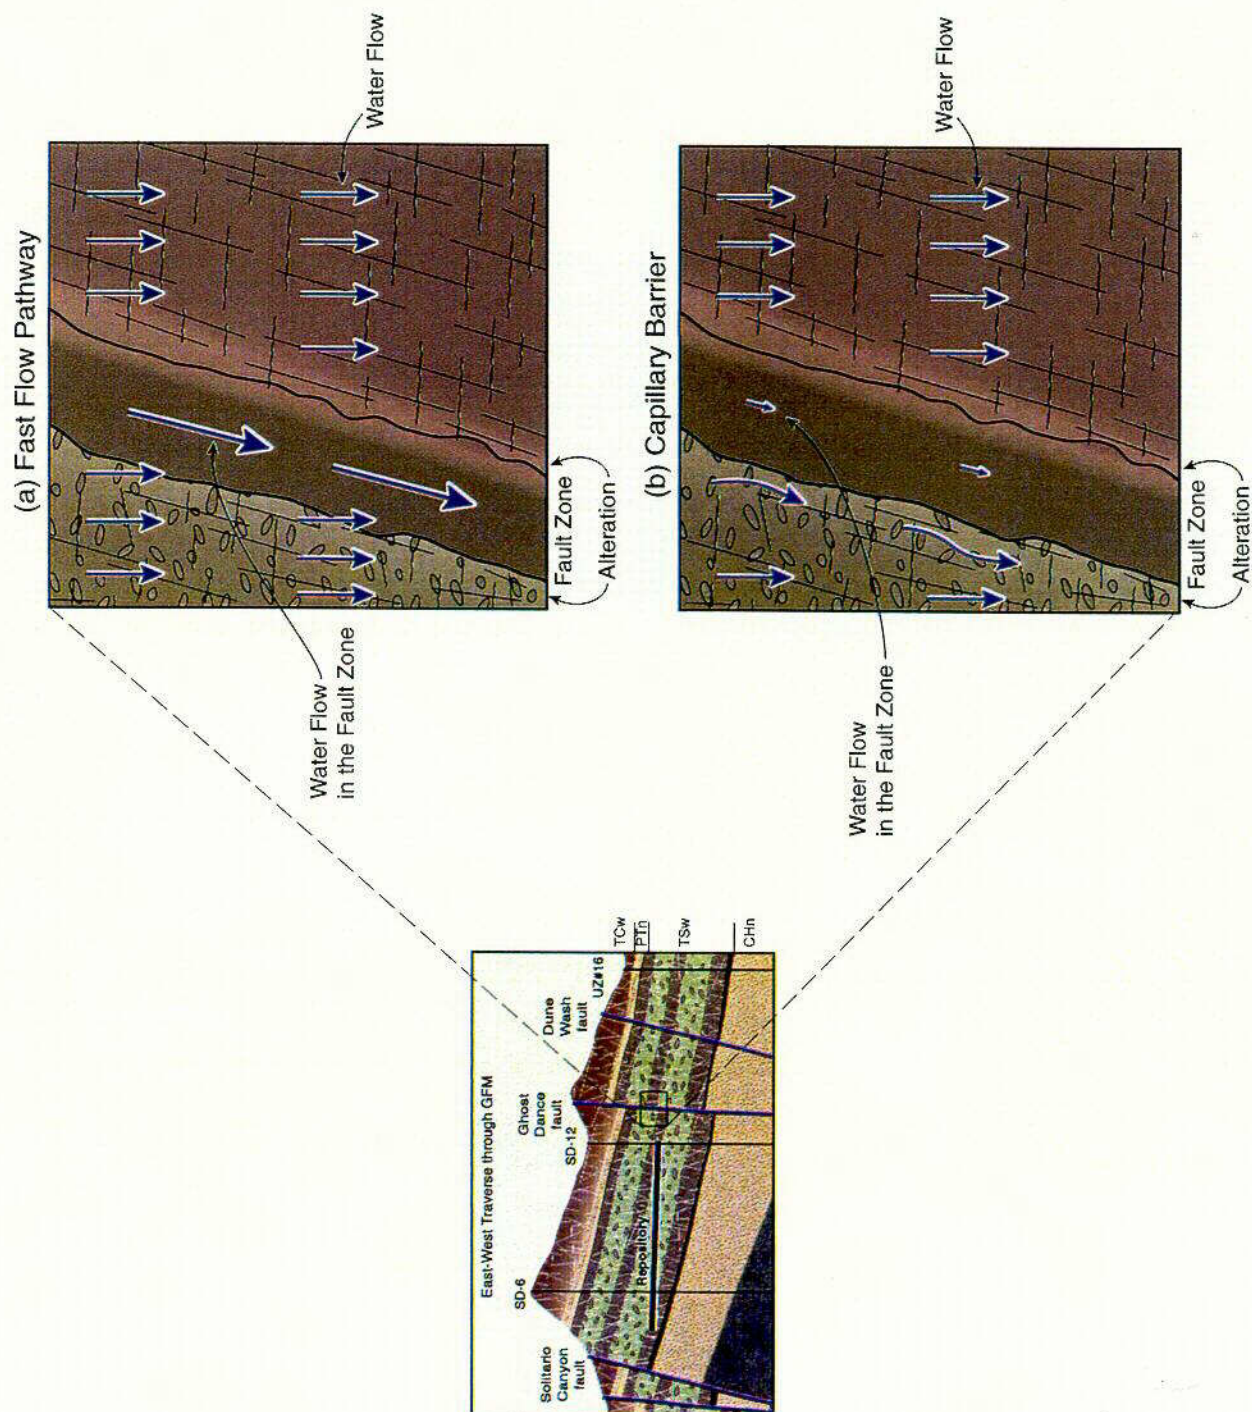 (a) Fast Flow Pathway
Water Flow
Water Flow
in the Fault Zone
Fault Zone
Alteration
(b) Capillary Barrier
Water Flow
Water Flow
in the Fault Zone
Fault Zone
Alteration
East-West Traverse through GFM
Solitario
Canyon
fault
SD-6
SD-12
Ghost
Dance
fault
Dune
Wash
fault
UZ#16
TCw
PTn
TSw
CHn
Repository